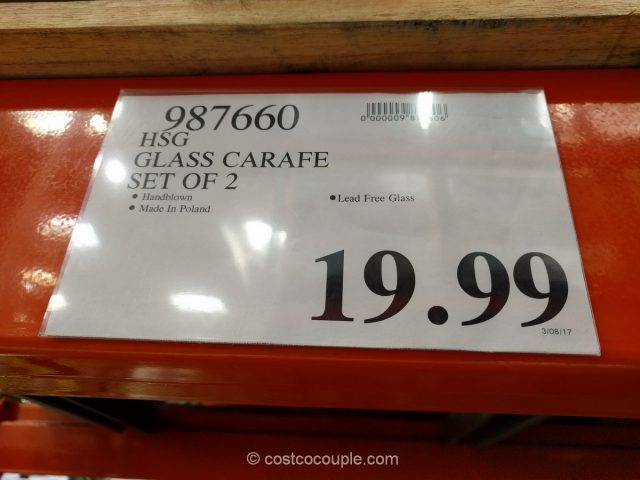 987660
HSG
GLASS CARAFE
SET OF 2
• Handblown
• Made In Poland
• Lead Free Glass
19.99
3/08/17
© costcocouple.com